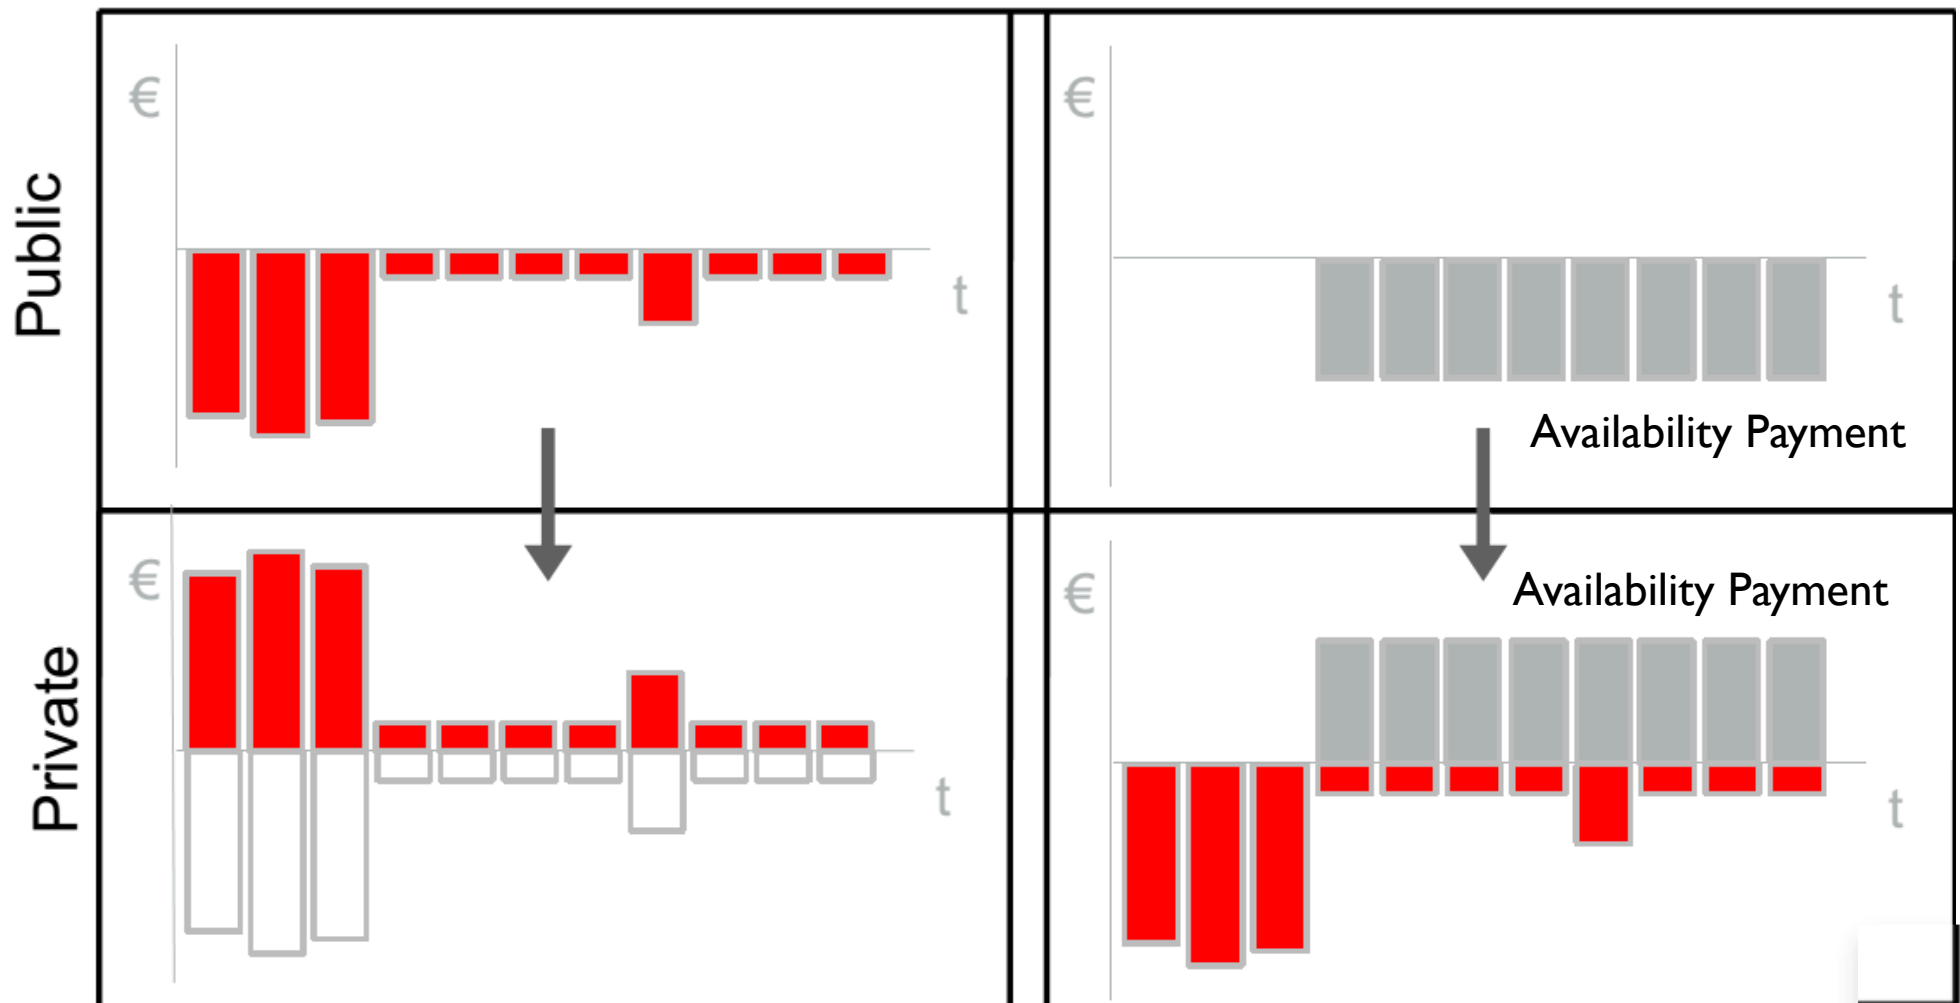 Public
€
t
€
t
Availability Payment
Private
€
t
Availability Payment
€
t